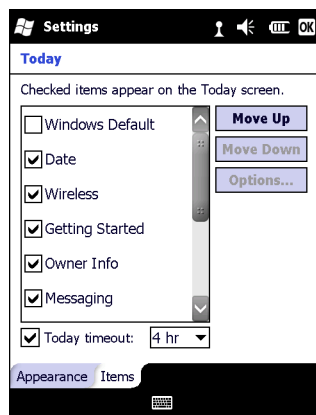 Settings
OK
Today
Checked items appear on the Today screen.
Windows Default
Move Up
Date
Move Down
Options...
Wireless
Getting Started
Owner Info
Messaging
Today timeout: 4 hr
Appearance Items